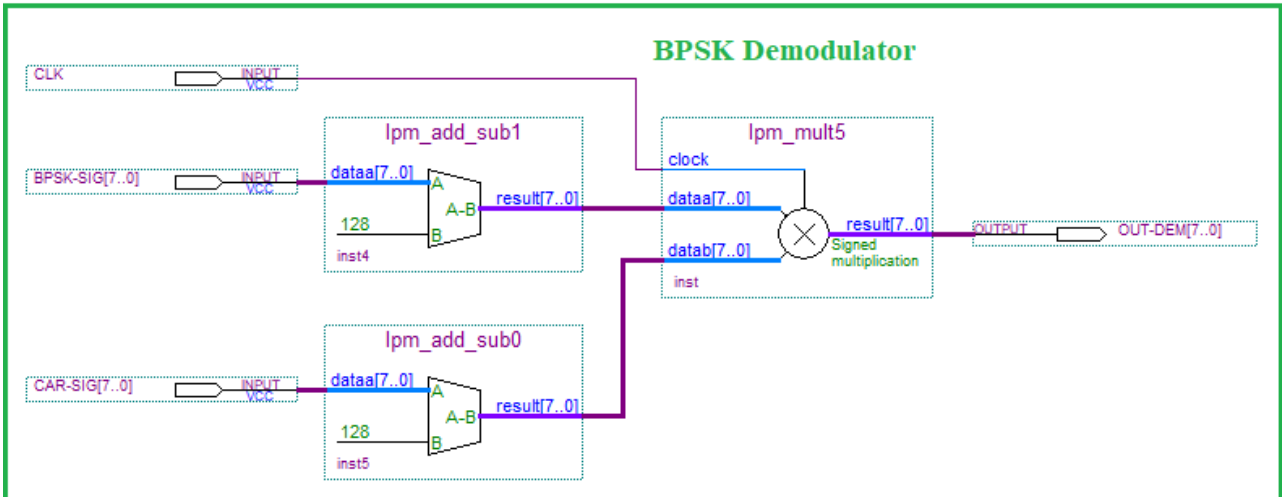 BPSK Demodulator
CLK
INPUT
VCC
lpm_add_sub1
BPSK-SIG[7..0]
INPUT
VCC
dataa[7..0]
A
A-B
result[7..0]
128
B
inst4
lpm_mult5
clock
dataa[7..0]
datab[7..0]
result[7..0]
Signed
multiplication
inst
OUTPUT
OUT-DEM[7..0]
lpm_add_sub0
CAR-SIG[7..0]
INPUT
VCC
dataa[7..0]
A
A-B
result[7..0]
128
B
inst5